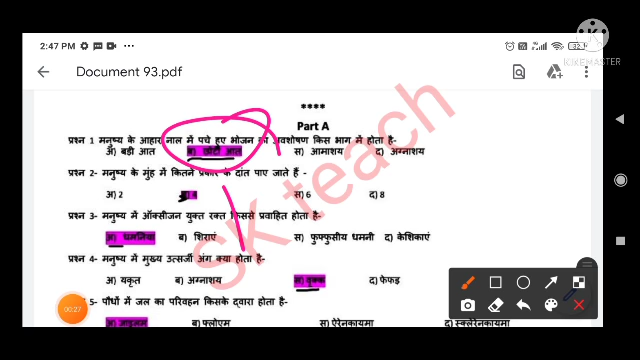 2:47 PM
32
KINEMASTER
Document 93.pdf
****
Part A
प्रश्न 1 मनुष्य के आहार नाल में पचे हुए भोजन का अवशोषण किस भाग में होता है-
अ) बड़ी आत ब) छोटी आत स) आमाशय द) अग्नाशय
प्रश्न 2- मनुष्य के मुंह में कितने प्रकार के दांत पाए जाते हैं -
अ) 2 ब) 4 स) 6 द) 8
प्रश्न 3- मनुष्य में ऑक्सीजन युक्त रक्त किससे प्रवाहित होता है-
अ) धमनिया ब) शिराएं स) फुफ्फुसीय धमनी द) केशिकाएं
प्रश्न 4- मनुष्य में मुख्य उत्सर्जी अंग क्या होता है-
अ) यकृत ब) अग्नाशय स) वृक्क द) फेफड़
5- पौधों में जल का परिवहन किसके द्वारा होता है-
अ) जाइलम ब) फ्लोएम स) ऐरेनकायमा द) स्क्लेरेनकायमा
SK teach
00:27